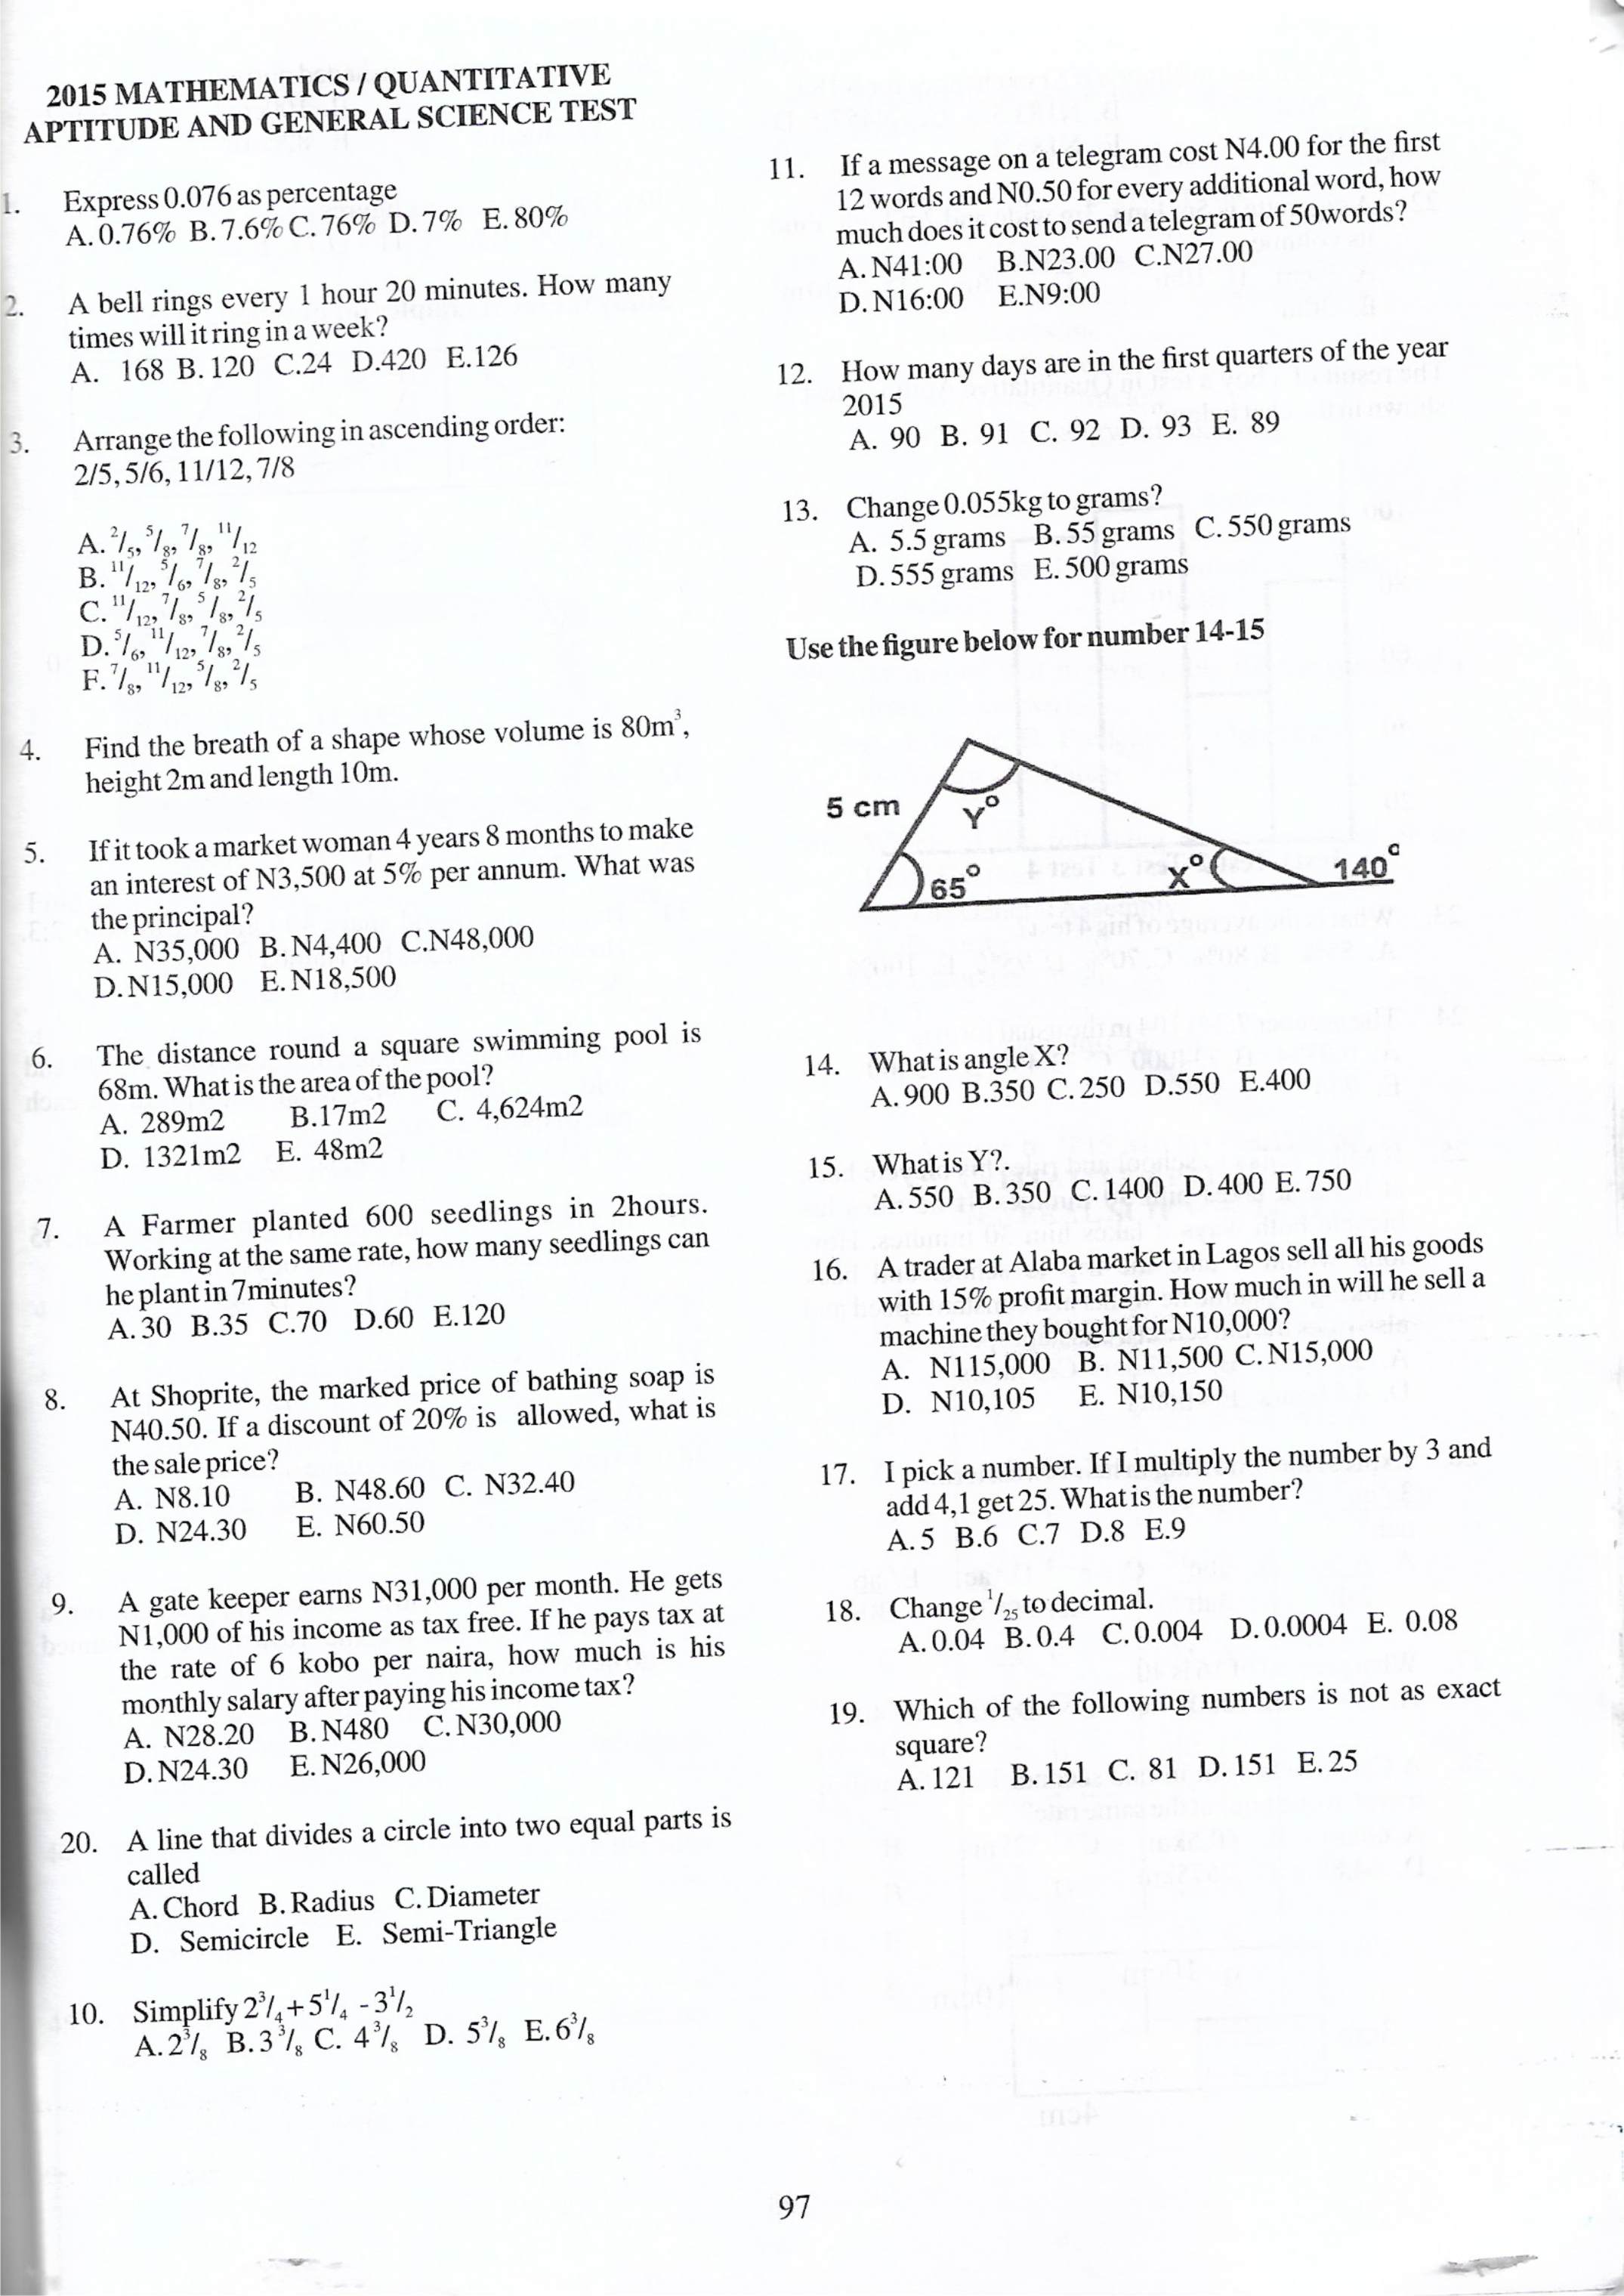 2015 MATHEMATICS / QUANTITATIVE
APTITUDE AND GENERAL SCIENCE TEST
1. Express 0.076 as percentage
A. 0.76% B. 7.6% C. 76% D. 7% E. 80%
2. A bell rings every 1 hour 20 minutes. How many
times will it ring in a week?
A. 168 B. 120 C.24 D.420 E.126
3. Arrange the following in ascending order:
2/5, 5/6, 11/12, 7/8
A. 2/5, 5/8, 7/8, 11/12
B. 11/12, 5/6, 7/8, 2/5
C. 11/12, 7/8, 5/8, 2/5
D. 5/6, 11/12, 7/8, 2/5
F. 7/8, 11/12, 5/8, 2/5
4. Find the breath of a shape whose volume is 80m³,
height 2m and length 10m.
5. If it took a market woman 4 years 8 months to make
an interest of N3,500 at 5% per annum. What was
the principal?
A. N35,000 B. N4,400 C.N48,000
D. N15,000 E. N18,500
6. The distance round a square swimming pool is
68m. What is the area of the pool?
A. 289m2 B.17m2 C. 4,624m2
D. 1321m2 E. 48m2
7. A Farmer planted 600 seedlings in 2hours.
Working at the same rate, how many seedlings can
he plant in 7minutes?
A. 30 B.35 C.70 D.60 E.120
8. At Shoprite, the marked price of bathing soap is
N40.50. If a discount of 20% is allowed, what is
the sale price?
A. N8.10 B. N48.60 C. N32.40
D. N24.30 E. N60.50
9. A gate keeper earns N31,000 per month. He gets
N1,000 of his income as tax free. If he pays tax at
the rate of 6 kobo per naira, how much is his
monthly salary after paying his income tax?
A. N28.20 B. N480 C. N30,000
D. N24.30 E. N26,000
20. A line that divides a circle into two equal parts is
called
A. Chord B. Radius C. Diameter
D. Semicircle E. Semi-Triangle
10. Simplify 2 3/4 + 5 1/4 - 3 1/2
A. 2 3/8 B. 3 3/8 C. 4 3/8 D. 5 3/8 E. 6 3/8
11. If a message on a telegram cost N4.00 for the first
12 words and N0.50 for every additional word, how
much does it cost to send a telegram of 50words?
A. N41:00 B.N23.00 C.N27.00
D. N16:00 E.N9:00
12. How many days are in the first quarters of the year
2015
A. 90 B. 91 C. 92 D. 93 E. 89
13. Change 0.055kg to grams?
A. 5.5 grams B. 55 grams C. 550 grams
D. 555 grams E. 500 grams
Use the figure below for number 14-15
5 cm
Y°
65°
X°
140°
14. What is angle X?
A. 900 B.350 C. 250 D.550 E.400
15. What is Y?.
A. 550 B. 350 C. 1400 D. 400 E. 750
16. A trader at Alaba market in Lagos sell all his goods
with 15% profit margin. How much in will he sell a
machine they bought for N10,000?
A. N115,000 B. N11,500 C. N15,000
D. N10,105 E. N10,150
17. I pick a number. If I multiply the number by 3 and
add 4,1 get 25. What is the number?
A. 5 B.6 C.7 D.8 E.9
18. Change 1/25 to decimal.
A. 0.04 B. 0.4 C. 0.004 D. 0.0004 E. 0.08
19. Which of the following numbers is not as exact
square?
A. 121 B. 151 C. 81 D. 151 E. 25
97